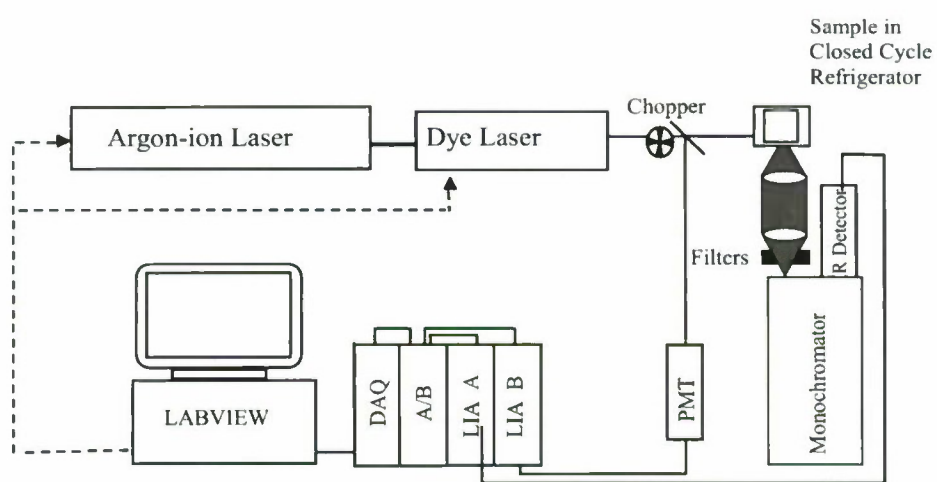 Sample in
Closed Cycle
Refrigerator
Chopper
Argon-ion Laser
Dye Laser
Filters
IR Detector
Monochromator
LABVIEW
DAQ
A/B
LIA A
LIA B
PMT